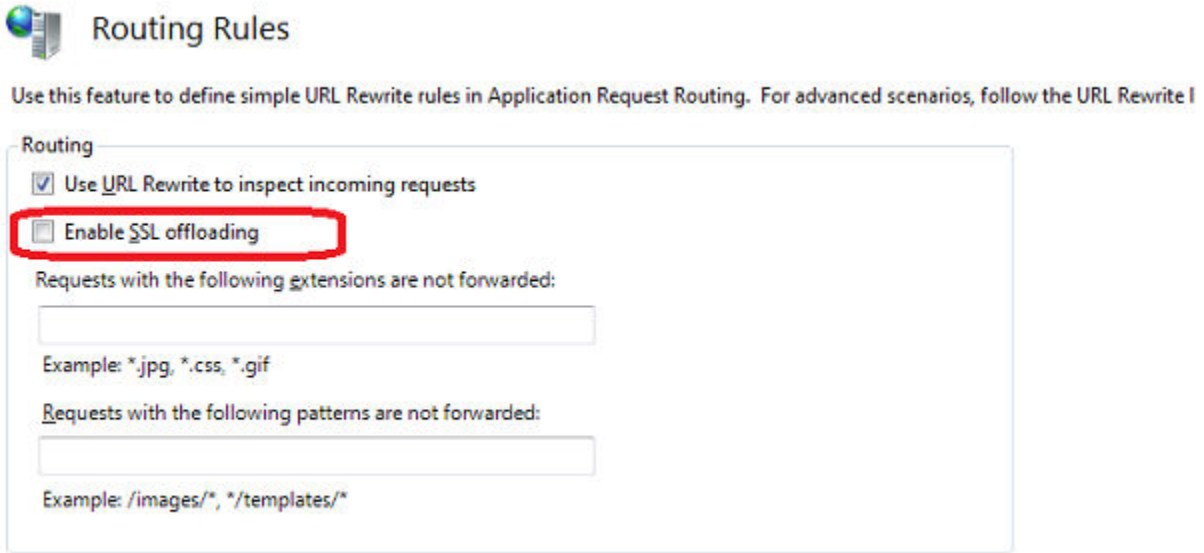 Routing Rules
Use this feature to define simple URL Rewrite rules in Application Request Routing. For advanced scenarios, follow the URL Rewrite
Routing
Use URL Rewrite to inspect incoming requests
Enable SSL offloading
Requests with the following extensions are not forwarded:
Example: *.jpg, *.css, *.gif
Requests with the following patterns are not forwarded:
Example: /images/*, */templates/*